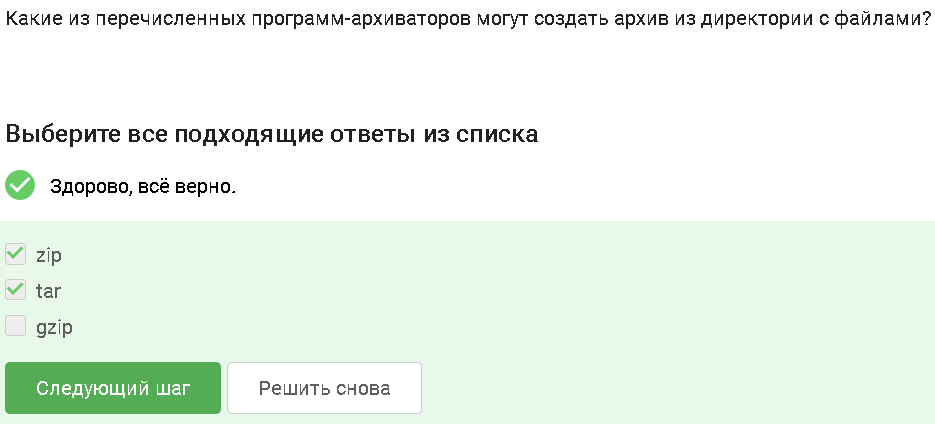 Какие из перечисленных программ-архиваторов могут создать архив из директории с файлами?
Выберите все подходящие ответы из списка
Здорово, всё верно.
zip
tar
gzip
Следующий шаг
Решить снова